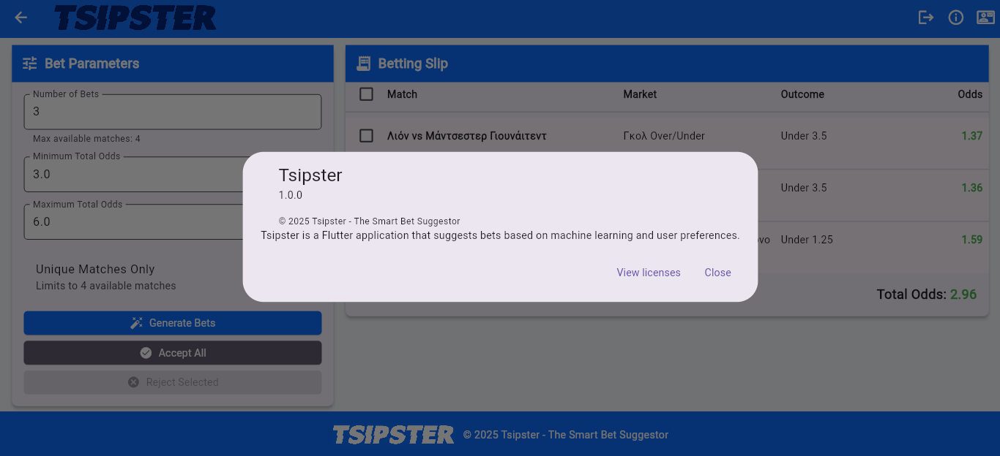 TSIPSTER
Bet Parameters
Number of Bets
3
Max available matches: 4
Minimum Total Odds
3.0
Maximum Total Odds
6.0
Unique Matches Only
Limits to 4 available matches
Generate Bets
Accept All
Reject Selected
Betting Slip
Match Market Outcome Odds
Λιόν vs Μάντσεστερ Γιουνάιτεντ Γκολ Over/Under Under 3.5 1.37
Under 3.5 1.36
Under 1.25 1.59
Total Odds: 2.96
Tsipster
1.0.0
© 2025 Tsipster - The Smart Bet Suggestor
Tsipster is a Flutter application that suggests bets based on machine learning and user preferences.
View licenses Close
TSIPSTER © 2025 Tsipster - The Smart Bet Suggestor